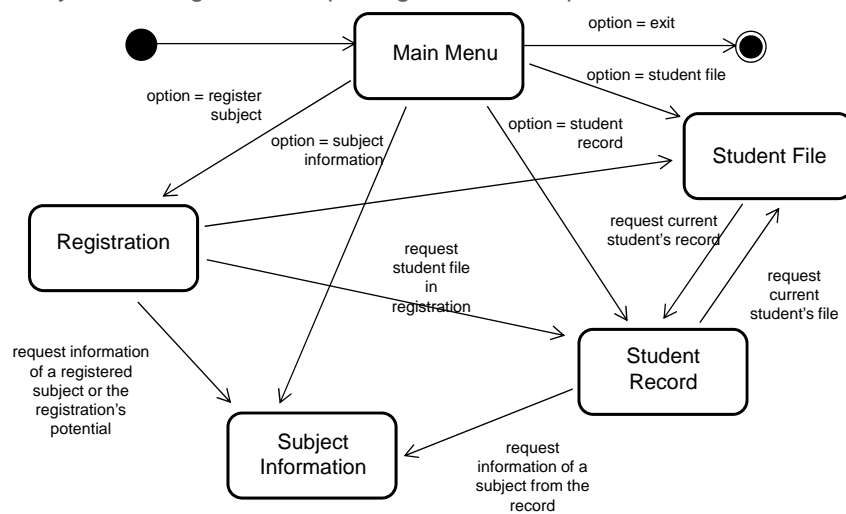 Main Menu
option = exit
option = student file
option = register
subject
option = subject
information
option = student
record
Student File
Registration
request current
student's record
request
student file
in
registration
request
current
student's file
request information
of a registered
subject or the
registration's
potential
Student
Record
Subject
Information
request
information of a
subject from the
record